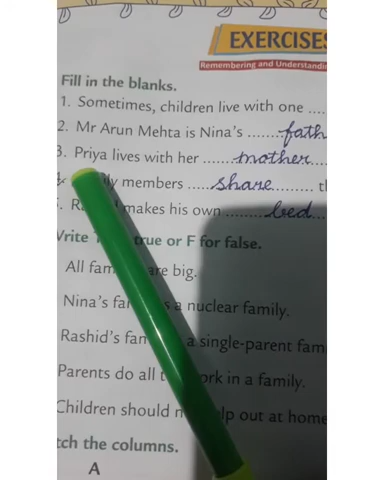 EXERCISES
Remembering and Understandin
Fill in the blanks.
1. Sometimes, children live with one ....
2. Mr Arun Mehta is Nina's ........fath
3. Priya lives with her .......mother....
members ......share......... t
makes his own .........bed...
Write true or F for false.
All fam are big.
Nina's fa a nuclear family.
Rashid's fam a single-parent fam
Parents do all ork in a family.
Children should lp out at home
tch the columns.
A